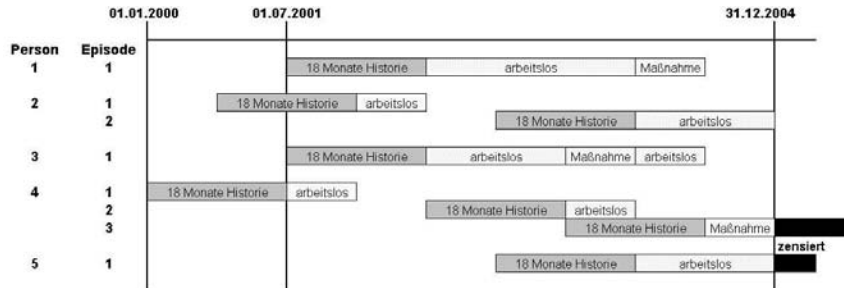 01.01.2000 01.07.2001 31.12.2004
Person Episode
1 1 18 Monate Historie arbeitslos Maßnahme
2 1 18 Monate Historie arbeitslos
2 18 Monate Historie arbeitslos
3 1 18 Monate Historie arbeitslos Maßnahme arbeitslos
4 1 18 Monate Historie arbeitslos
2 18 Monate Historie arbeitslos
3 18 Monate Historie Maßnahme
zensiert
5 1 18 Monate Historie arbeitslos